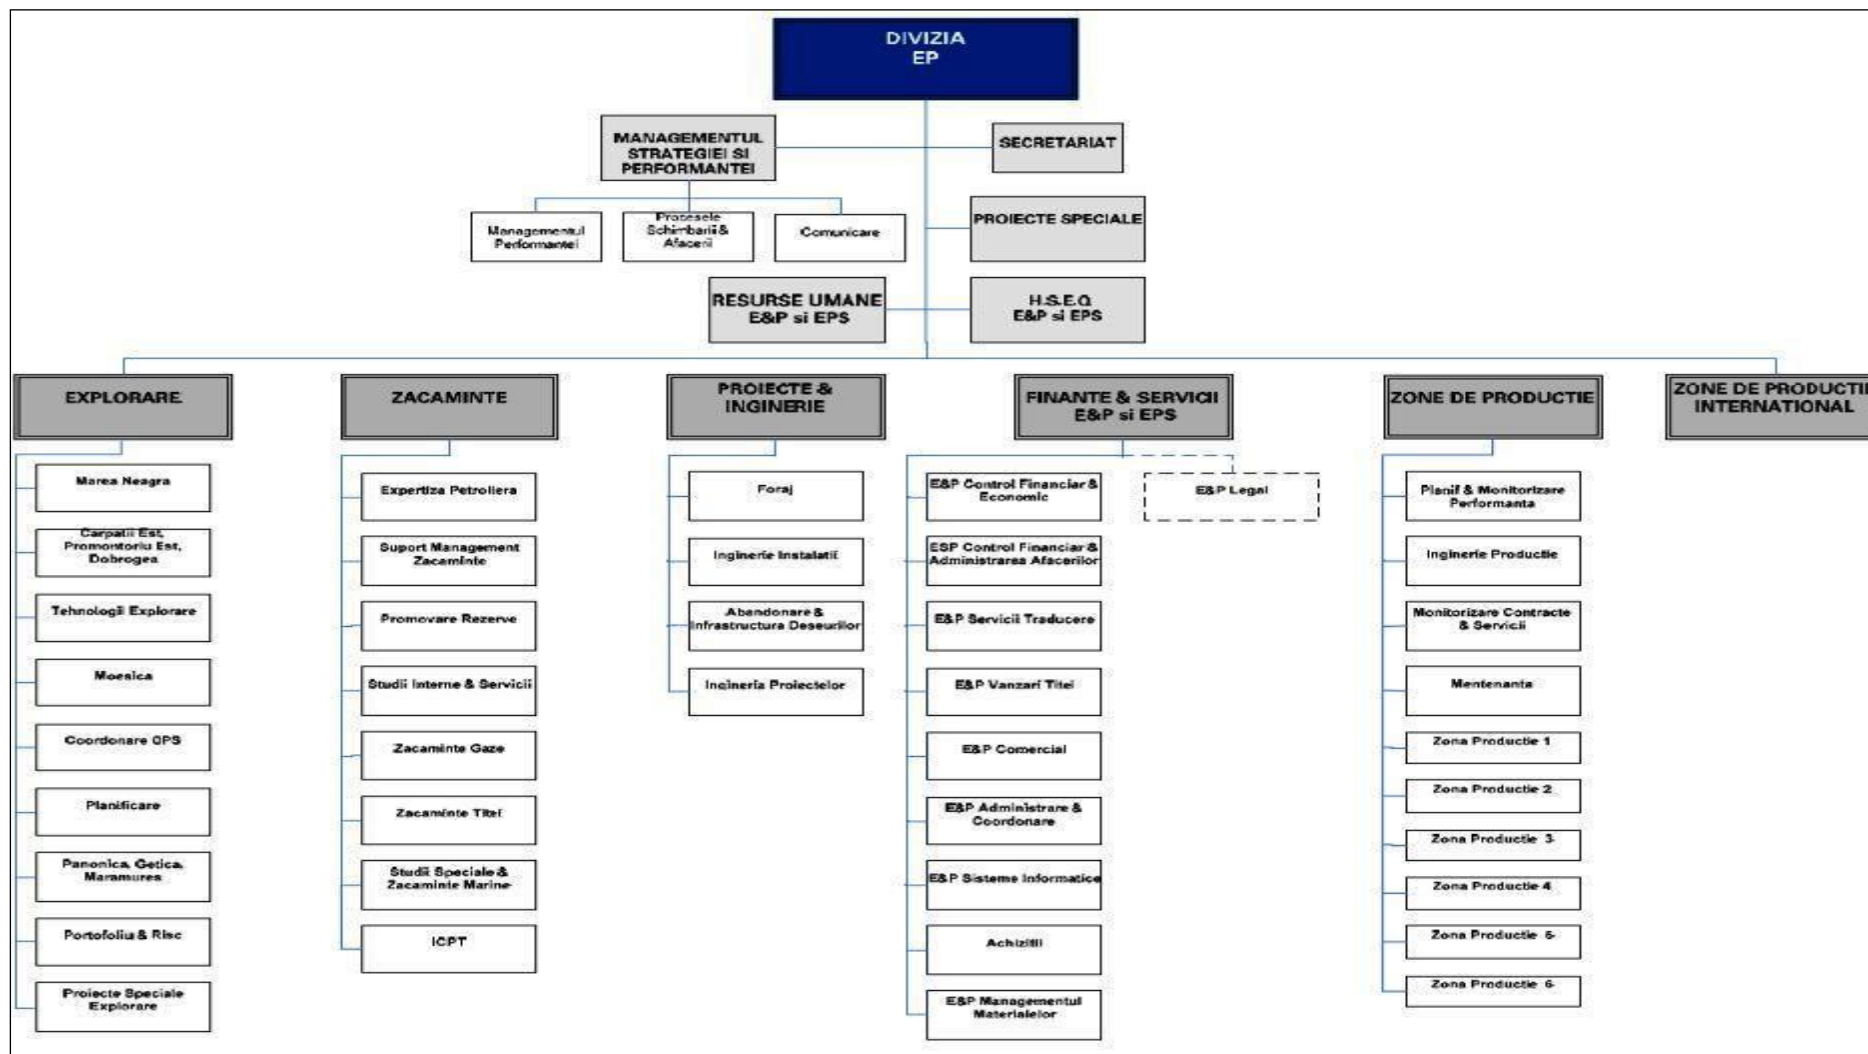 DIVIZIA
EP
MANAGEMENTUL
STRATEGIEI SI
PERFORMANTEI
SECRETARIAT
Managementul
Performantei
Procesele
Schimbarii &
Afacerii
Comunicare
PROIECTE SPECIALE
RESURSE UMANE
E&P si EPS
H.S.E.Q
E&P si EPS
EXPLORARE
Marea Neagra
Carpatii Est,
Promontoriu Est,
Dobrogea
Tehnologii Explorare
Moesica
Coordonare OPS
Planificare
Panonica, Getica,
Maramures
Portofoliu & Risc
Proiecte Speciale
Explorare
ZACAMINTE
Expertiza Petroliera
Suport Management
Zacaminte
Promovare Rezerve
Studii Interne & Servicii
Zacaminte Gaze
Zacaminte Titei
Studii Speciale &
Zacaminte Marine
ICPT
PROIECTE &
INGINERIE
Foraj
Inginerie Instalatii
Abandonare &
Infrastructura Deseurilor
Ingineria Proiectelor
FINANTE & SERVICII
E&P si EPS
E&P Control Financiar &
Economic
ESP Control Financiar &
Administrarea Afacerilor
E&P Servicii Traducere
E&P Vanzari Titei
E&P Comercial
E&P Administrare &
Coordonare
E&P Sisteme Informatice
Achizitii
E&P Managementul
Materialelor
E&P Legal
ZONE DE PRODUCTIE
Planif & Monitorizare
Performanta
Inginerie Productie
Monitorizare Contracte
& Servicii
Mentenanta
Zona Productie 1
Zona Productie 2
Zona Productie 3
Zona Productie 4
Zona Productie 5
Zona Productie 6
ZONE DE PRODUCTIE
INTERNATIONAL